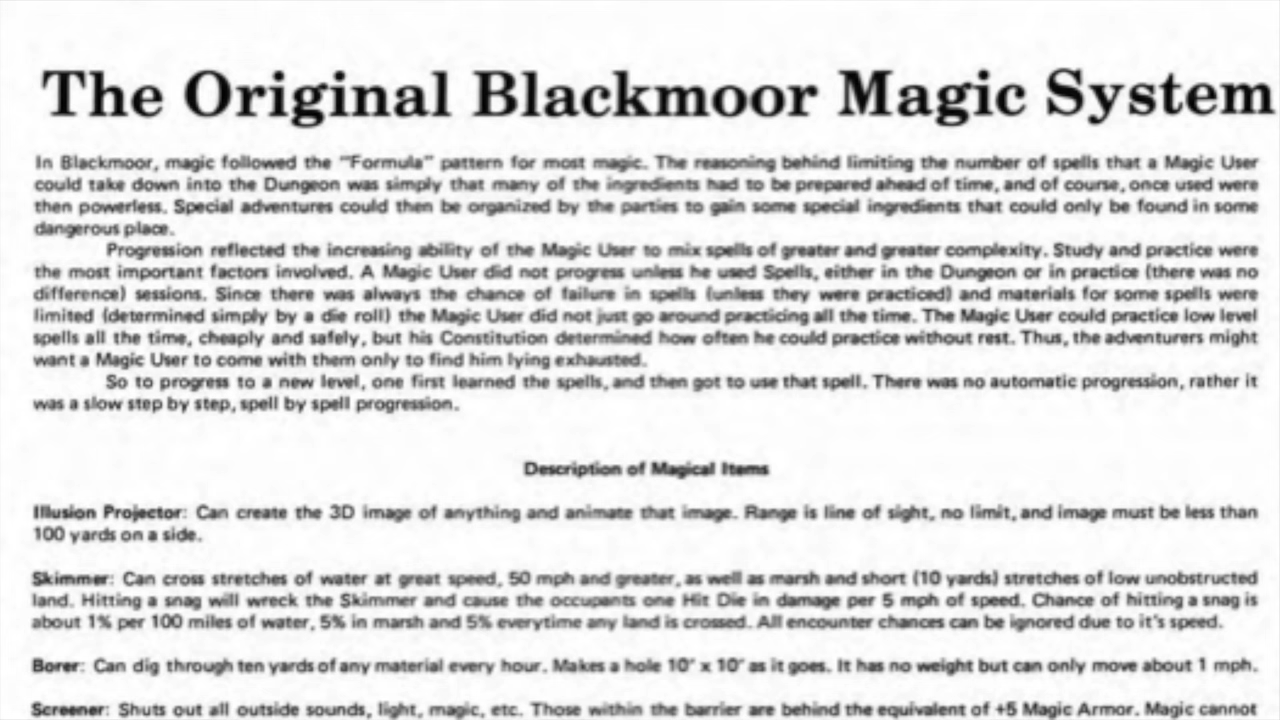 The Original Blackmoor Magic System
In Blackmoor, magic followed the "Formula" pattern for most magic. The reasoning behind limiting the number of spells that a Magic User
could take down into the Dungeon was simply that many of the ingredients had to be prepared ahead of time, and of course, once used were
then powerless. Special adventures could then be organized by the parties to gain some special ingredients that could only be found in some
dangerous place.
Progression reflected the increasing ability of the Magic User to mix spells of greater and greater complexity. Study and practice were
the most important factors involved. A Magic User did not progress unless he used Spells, either in the Dungeon or in practice (there was no
difference) sessions. Since there was always the chance of failure in spells (unless they were practiced) and materials for some spells were
limited (determined simply by a die roll) the Magic User did not just go around practicing all the time. The Magic User could practice low level
spells all the time, cheaply and safely, but his Constitution determined how often he could practice without rest. Thus, the adventurers might
want a Magic User to come with them only to find him lying exhausted.
So to progress to a new level, one first learned the spells, and then got to use that spell. There was no automatic progression, rather it
was a slow step by step, spell by spell progression.
Description of Magical Items
Illusion Projector: Can create the 3D image of anything and animate that image. Range is line of sight, no limit, and image must be less than
100 yards on a side.
Skimmer: Can cross stretches of water at great speed, 50 mph and greater, as well as marsh and short (10 yards) stretches of low unobstructed
land. Hitting a snag will wreck the Skimmer and cause the occupants one Hit Die in damage per 5 mph of speed. Chance of hitting a snag is
about 1% per 100 miles of water, 5% in marsh and 5% everytime any land is crossed. All encounter chances can be ignored due to it's speed.
Borer: Can dig through ten yards of any material every hour. Makes a hole 10' x 10' as it goes. It has no weight but can only move about 1 mph.
Screener: Shuts out all outside sounds, light, magic, etc. Those within the barrier are behind the equivalent of +5 Magic Armor. Magic cannot